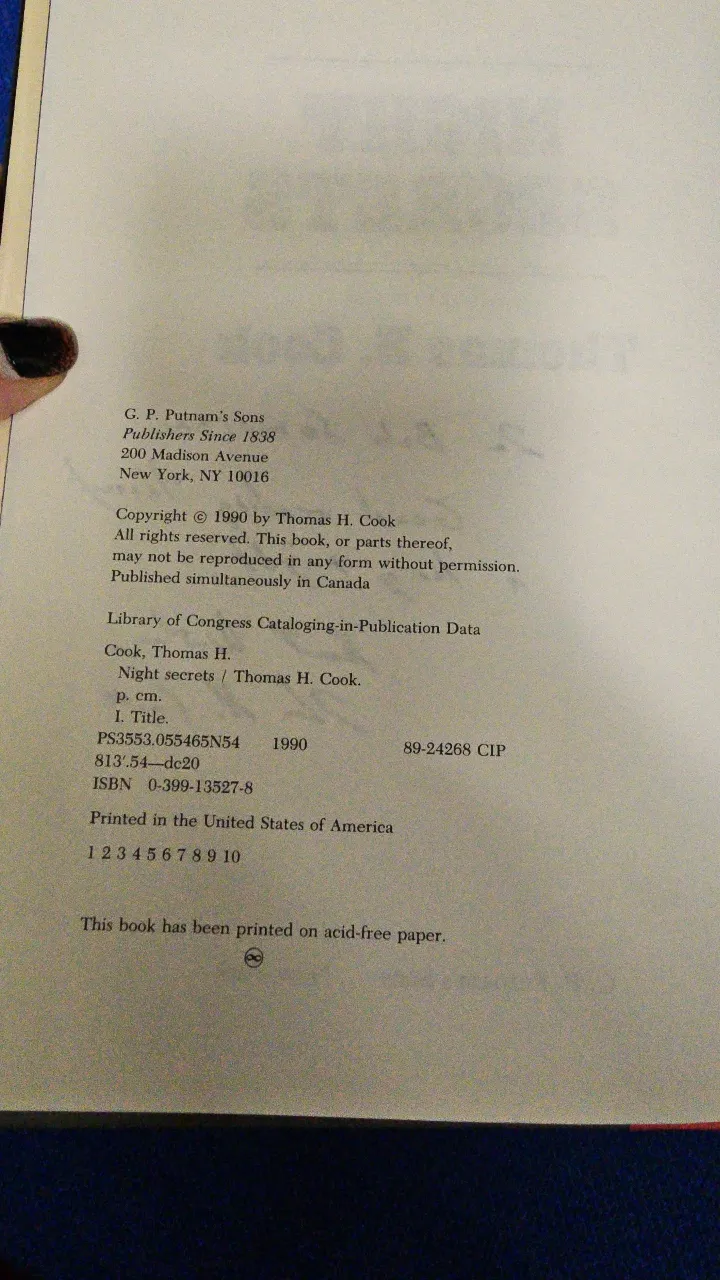 G. P. Putnam's Sons
Publishers Since 1838
200 Madison Avenue
New York, NY 10016
Copyright © 1990 by Thomas H. Cook
All rights reserved. This book, or parts thereof,
may not be reproduced in any form without permission.
Published simultaneously in Canada
Library of Congress Cataloging-in-Publication Data
Cook, Thomas H.
Night secrets / Thomas H. Cook.
p. cm.
I. Title.
PS3553.O55465N54 1990 89-24268 CIP
813'.54—dc20
ISBN 0-399-13527-8
Printed in the United States of America
1 2 3 4 5 6 7 8 9 10
This book has been printed on acid-free paper.
♾